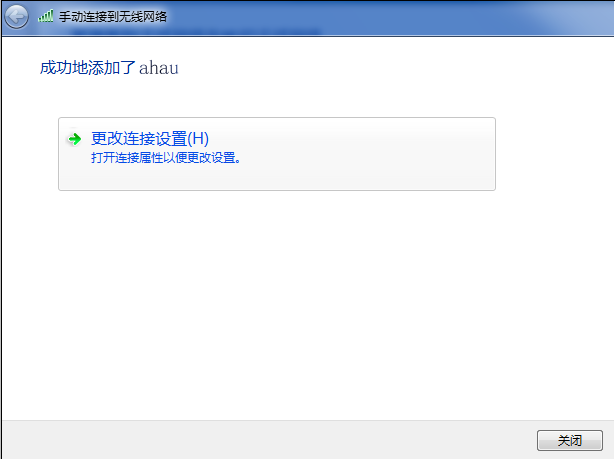 手动连接到无线网络
成功地添加了 ahau
更改连接设置(H)
打开连接属性以便更改设置。
关闭